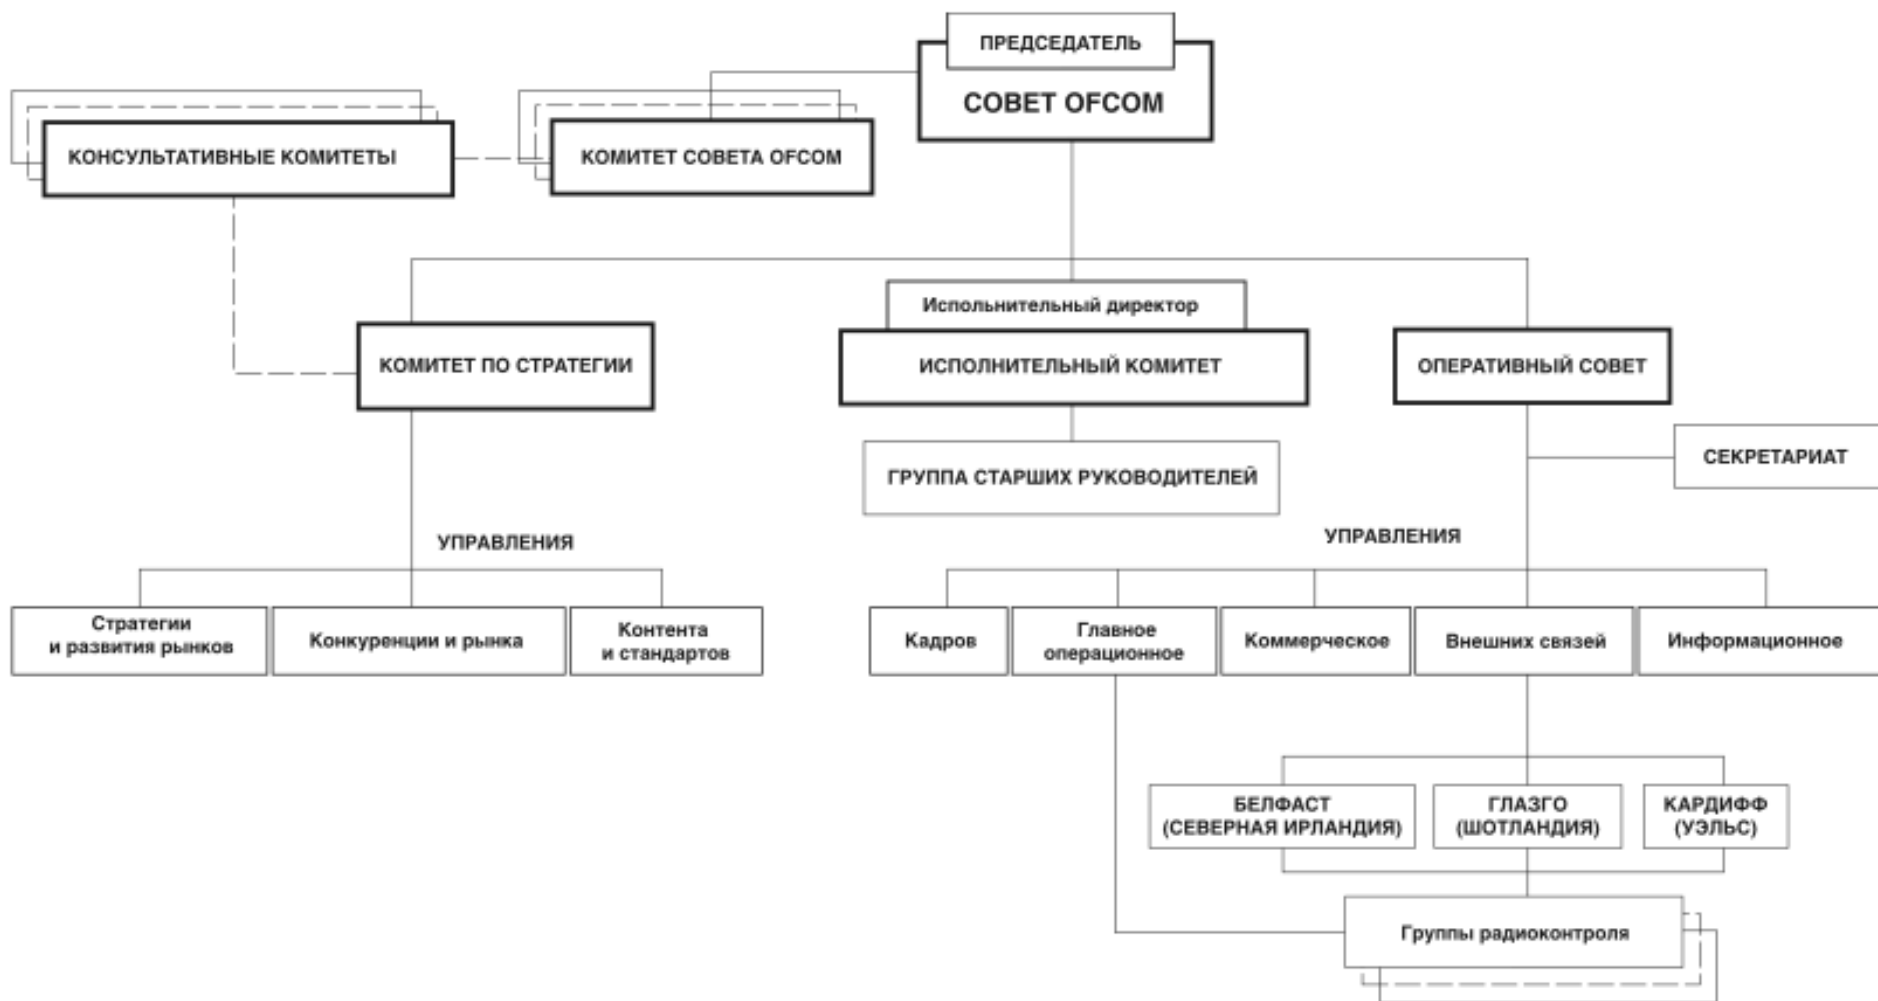 ПРЕДСЕДАТЕЛЬ
СОВЕТ OFCOM
КОНСУЛЬТАТИВНЫЕ КОМИТЕТЫ
КОМИТЕТ СОВЕТА OFCOM
Испольнительный директор
КОМИТЕТ ПО СТРАТЕГИИ
ИСПОЛНИТЕЛЬНЫЙ КОМИТЕТ
ОПЕРАТИВНЫЙ СОВЕТ
ГРУППА СТАРШИХ РУКОВОДИТЕЛЕЙ
СЕКРЕТАРИАТ
УПРАВЛЕНИЯ
УПРАВЛЕНИЯ
Стратегии
и развития рынков
Конкуренции и рынка
Контента
и стандартов
Кадров
Главное
операционное
Коммерческое
Внешних связей
Информационное
БЕЛФАСТ
(СЕВЕРНАЯ ИРЛАНДИЯ)
ГЛАЗГО
(ШОТЛАНДИЯ)
КАРДИФФ
(УЭЛЬС)
Группы радиоконтроля